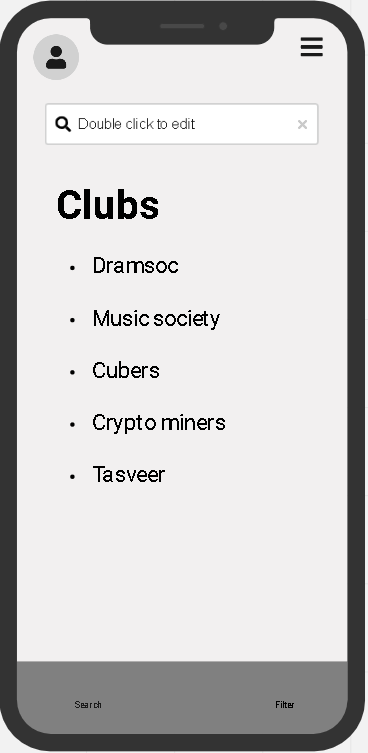 Double click to edit
Clubs
Dramsoc
Music society
Cubers
Crypto miners
Tasveer
Search Filter